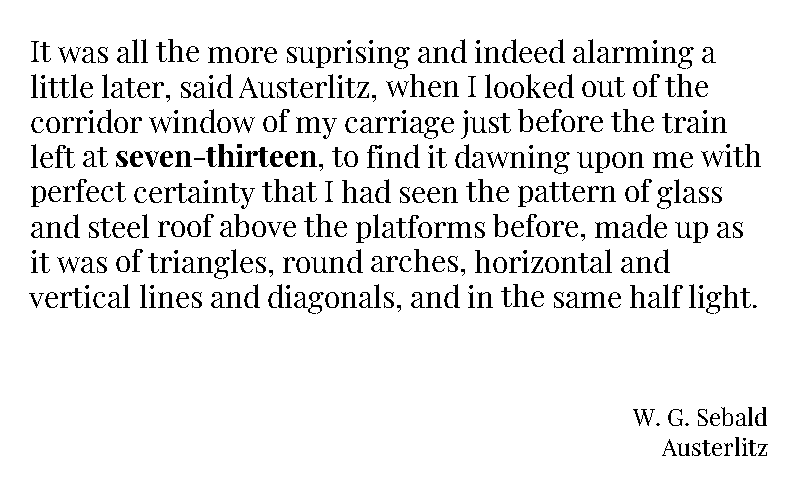 It was all the more suprising and indeed alarming a
little later, said Austerlitz, when I looked out of the
corridor window of my carriage just before the train
left at seven-thirteen, to find it dawning upon me with
perfect certainty that I had seen the pattern of glass
and steel roof above the platforms before, made up as
it was of triangles, round arches, horizontal and
vertical lines and diagonals, and in the same half light.
W. G. Sebald
Austerlitz